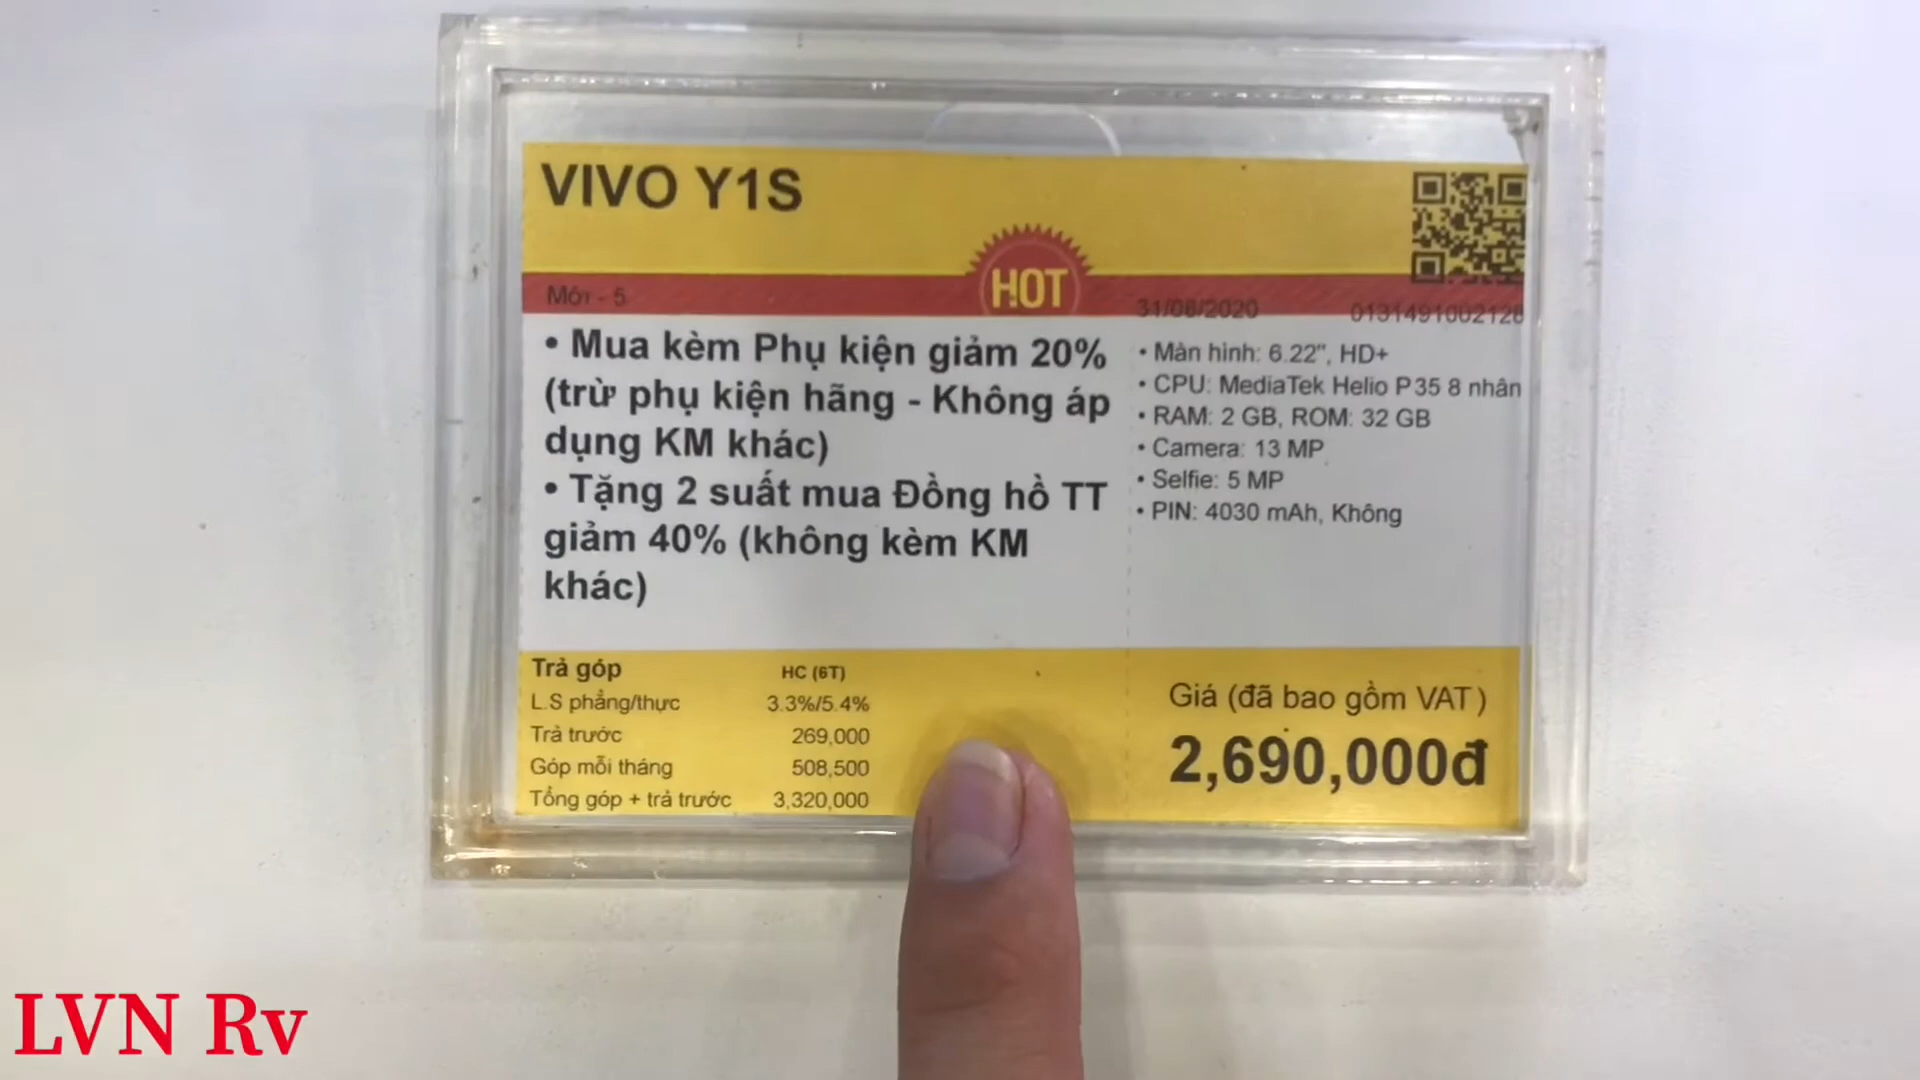 VIVO Y1S
HOT
Mới - 5
31/08/2020
0131491002126
• Mua kèm Phụ kiện giảm 20%
(trừ phụ kiện hãng - Không áp
dụng KM khác)
• Tặng 2 suất mua Đồng hồ TT
giảm 40% (không kèm KM
khác)
• Màn hình: 6.22", HD+
• CPU: MediaTek Helio P35 8 nhân
• RAM: 2 GB, ROM: 32 GB
• Camera: 13 MP
• Selfie: 5 MP
• PIN: 4030 mAh, Không
Trả góp HC (6T)
L.S phẳng/thực 3.3%/5.4%
Trả trước 269,000
Góp mỗi tháng 508,500
Tổng góp + trả trước 3,320,000
Giá (đã bao gồm VAT)
2,690,000đ
LVN Rv